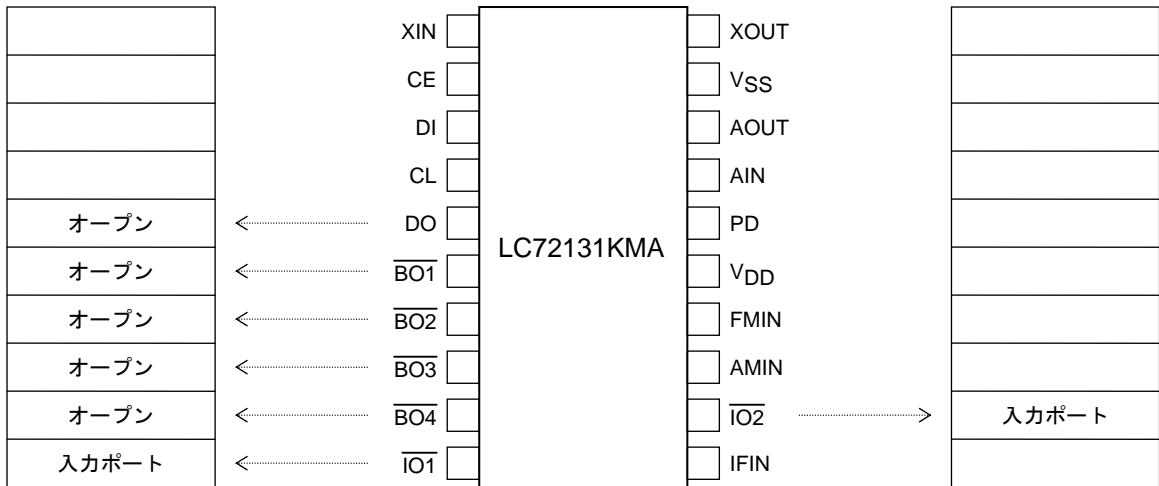 XIN XOUT
CE VSS
DI AOUT
CL AIN
オープン DO PD
LC72131KMA
オープン BO1 VDD
オープン BO2 FMIN
オープン BO3 AMIN
オープン BO4 IO2 入力ポート
入力ポート IO1 IFIN